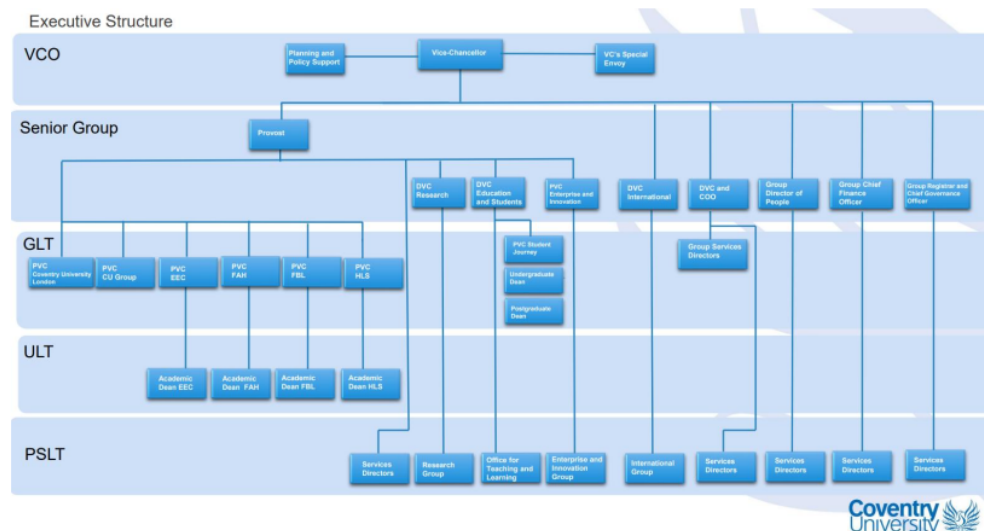 Executive Structure
VCO
Planning and
Policy Support
Vice-Chancellor
VC's Special
Envoy
Senior Group
Provost
DVC
Research
DVC
Education
and Students
PVC
Enterprise and
Innovation
DVC
International
DVC and
COO
Group
Director of
People
Group Chief
Finance
Officer
Group Registrar and
Chief Governance
Officer
GLT
PVC
Coventry University
London
PVC
CU Group
PVC
EEC
PVC
FAH
PVC
FBL
PVC
HLS
PVC Student
Journey
Undergraduate
Dean
Postgraduate
Dean
Group Services
Directors
ULT
Academic
Dean EEC
Academic
Dean FAH
Academic
Dean FBL
Academic
Dean HLS
PSLT
Services
Directors
Research
Group
Office for
Teaching and
Learning
Enterprise and
Innovation
Group
International
Group
Services
Directors
Services
Directors
Services
Directors
Services
Directors
Coventry
University